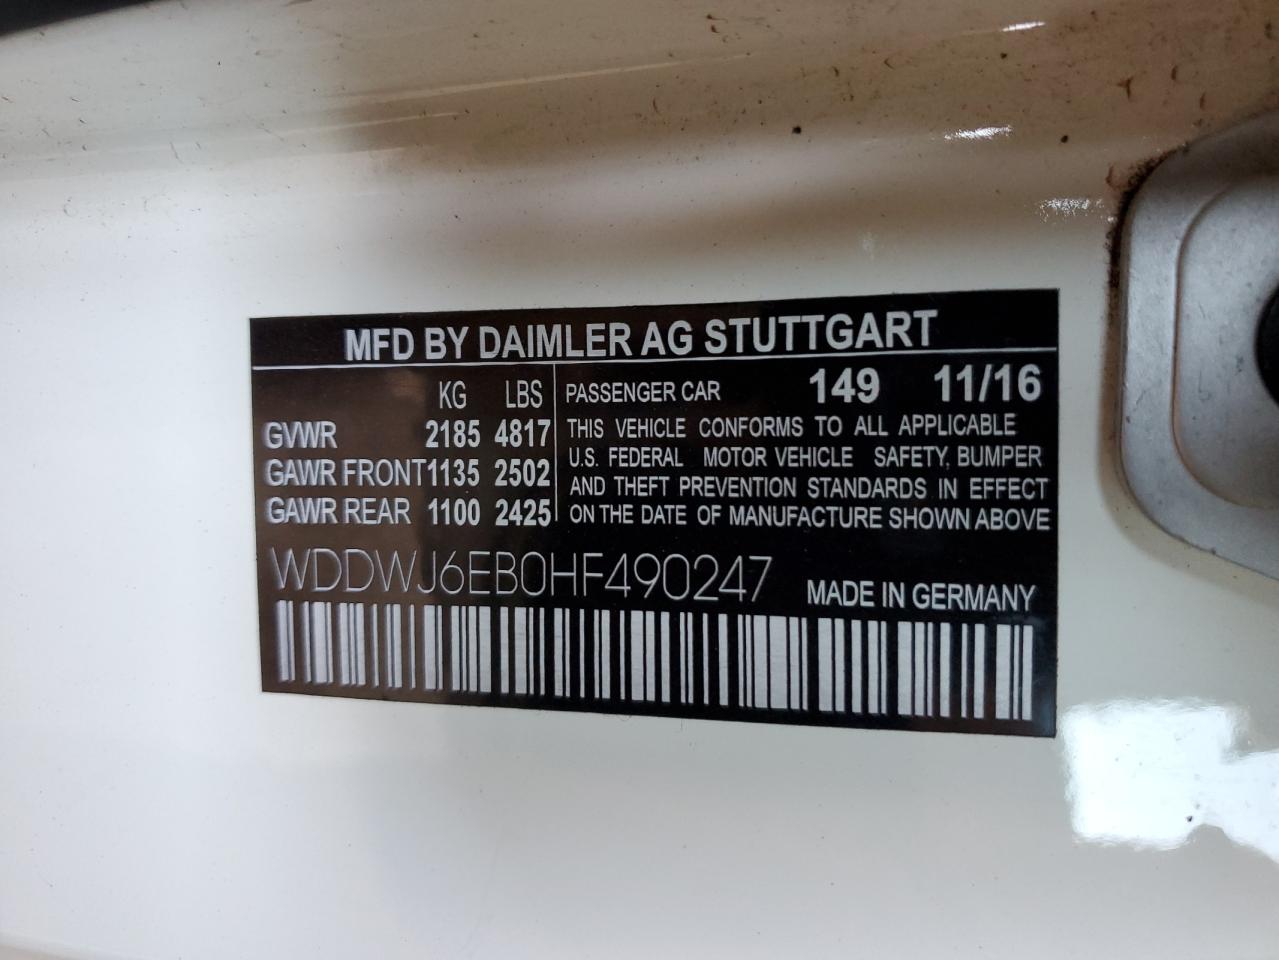 MFD BY DAIMLER AG STUTTGART
KG LBS
GVWR 2185 4817
GAWR FRONT 1135 2502
GAWR REAR 1100 2425
PASSENGER CAR 149 11/16
THIS VEHICLE CONFORMS TO ALL APPLICABLE
U.S. FEDERAL MOTOR VEHICLE SAFETY, BUMPER
AND THEFT PREVENTION STANDARDS IN EFFECT
ON THE DATE OF MANUFACTURE SHOWN ABOVE
WDDWJ6EB0HF490247 MADE IN GERMANY